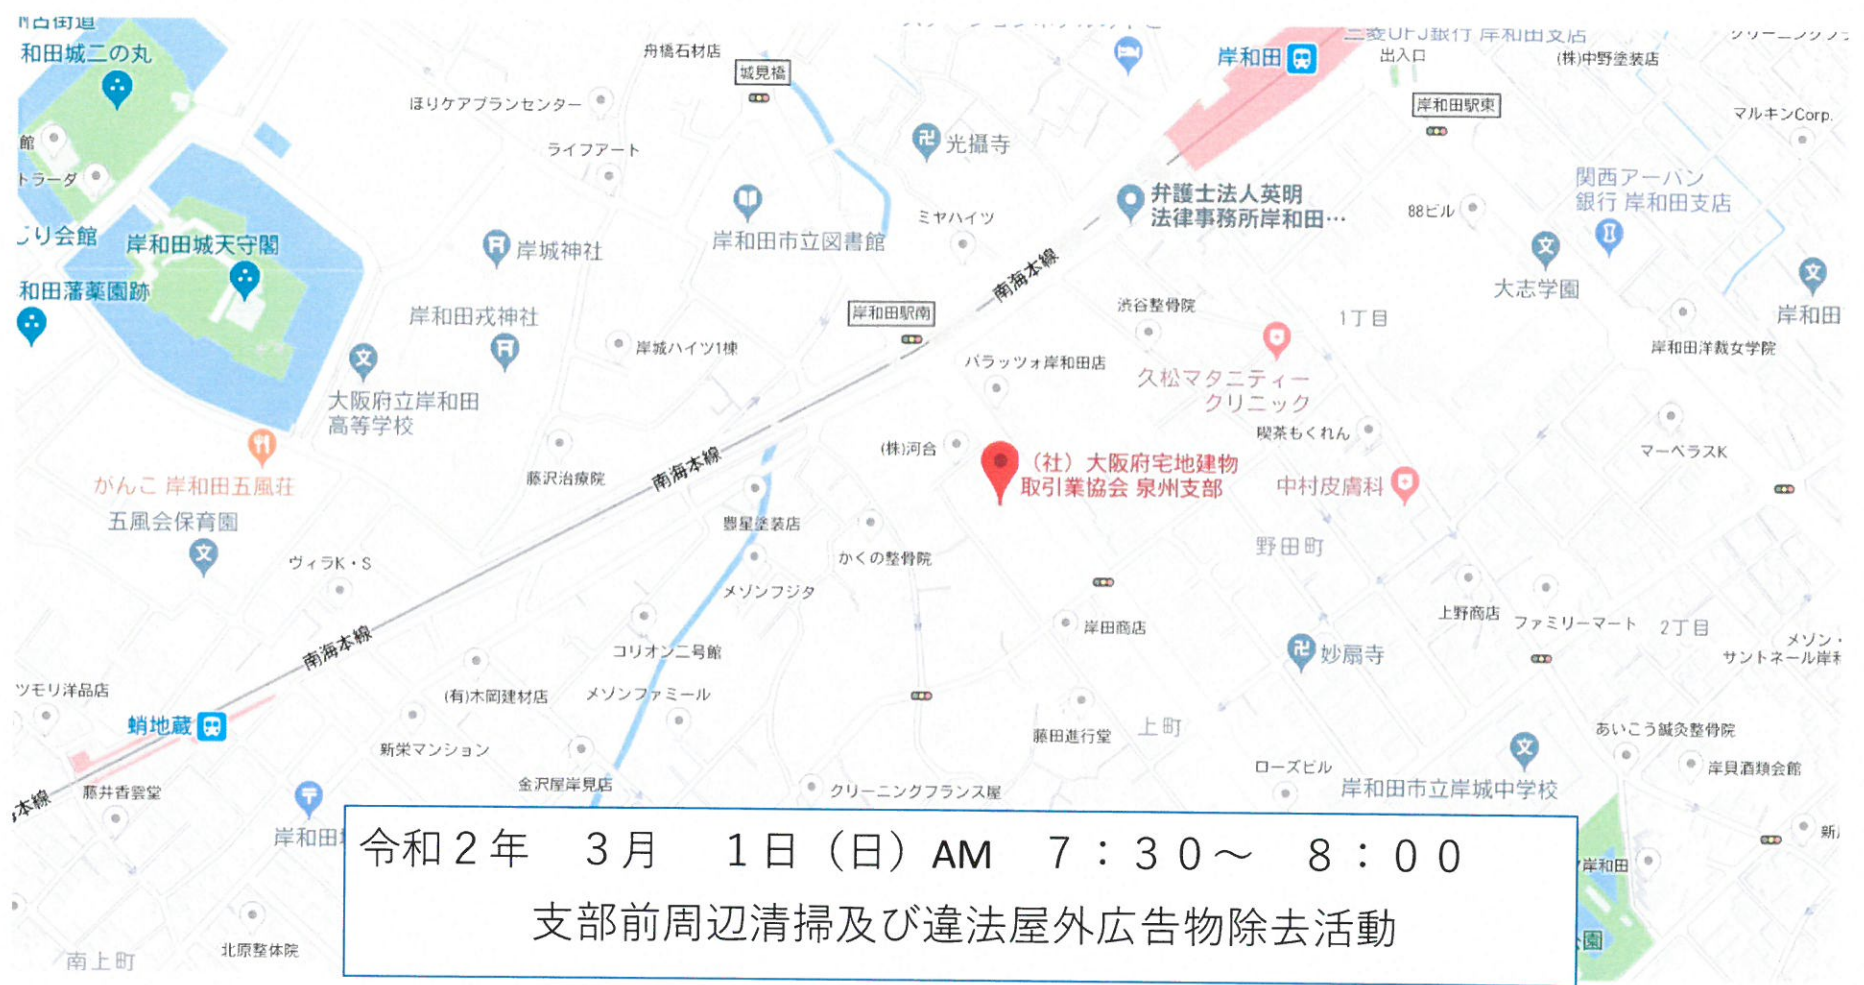 和田城二の丸
舟橋石材店
城見橋
岸和田
三菱UFJ銀行 岸和田支店
出入口
(株)中野塗装店
ほりケアプランセンター
岸和田駅東
マルキンCorp.
館
光攝寺
ライフアート
トラーダ
関西アーバン
銀行 岸和田支店
弁護士法人英明
法律事務所岸和田…
88ビル
ミヤハイツ
じり会館
岸和田城天守閣
岸城神社
岸和田市立図書館
南海本線
大志学園
和田藩薬園跡
岸和田戎神社
岸和田駅南
渋谷整骨院
1丁目
岸和田
岸城ハイツ1棟
岸和田洋裁女学院
パラッツォ岸和田店
久松マタニティー
クリニック
大阪府立岸和田
高等学校
喫茶もくれん
(株)河合
マーベラスK
（社）大阪府宅地建物
取引業協会 泉州支部
中村皮膚科
南海本線
藤沢治療院
がんこ 岸和田五風荘
五風会保育園
豊星塗装店
野田町
かくの整骨院
ヴィラK・S
メゾンフジタ
上野商店
ファミリーマート
2丁目
岸田商店
メゾン・
サントネール岸和
南海本線
コリオン二号館
妙扇寺
ツモリ洋品店
(有)木岡建材店
メゾンファミール
蛸地蔵
上町
藤田進行堂
あいこう鍼灸整骨院
新栄マンション
ローズビル
岸貝酒類会館
金沢屋岸見店
クリーニングフランス屋
岸和田市立岸城中学校
本線
藤井香雲堂
岸和田
令和２年　３月　１日（日）AM　７：３０～　８：００
支部前周辺清掃及び違法屋外広告物除去活動
岸和田
公園
北原整体院
南上町